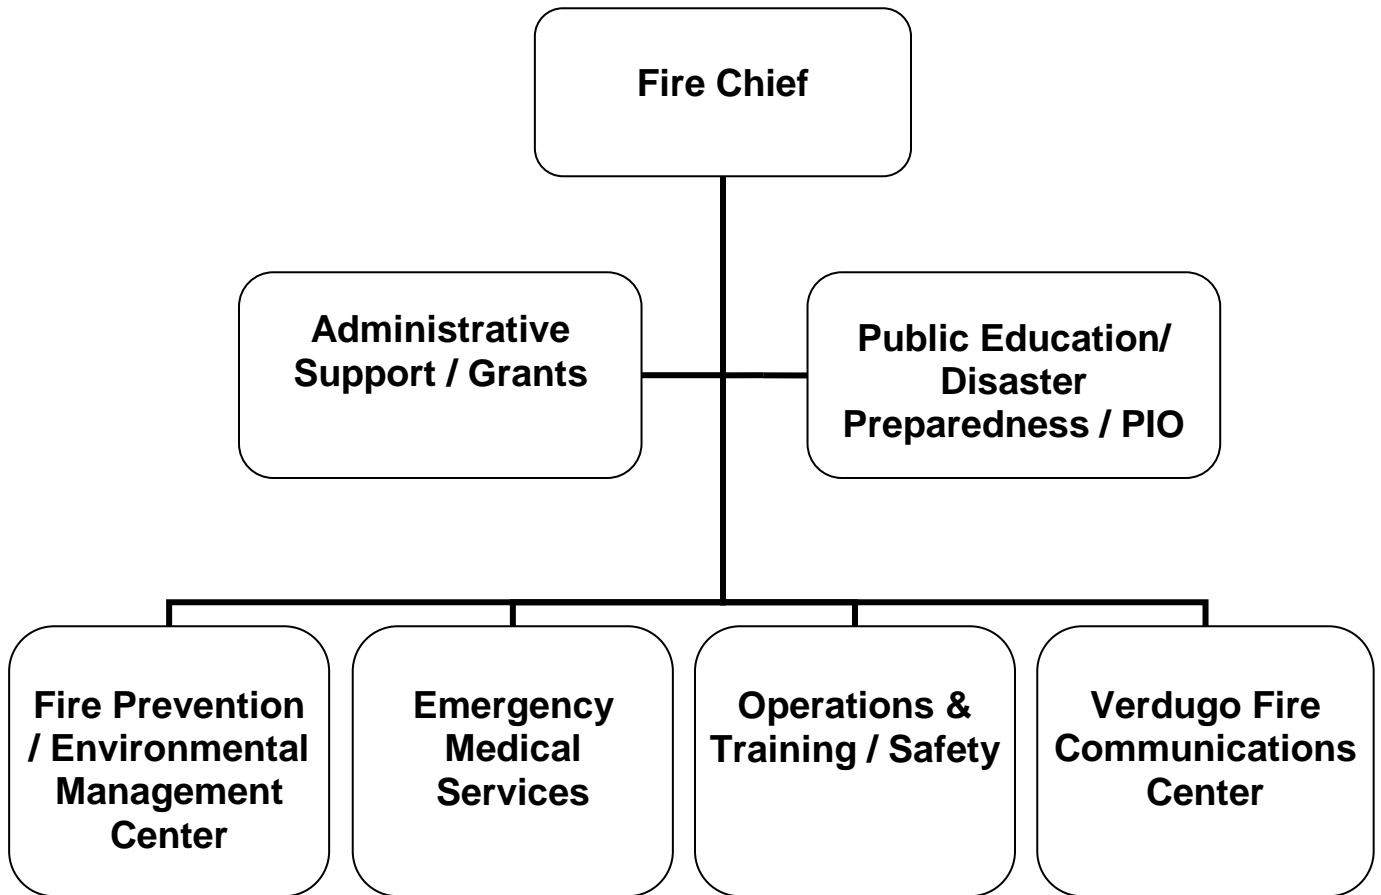 Fire Chief
Administrative
Support / Grants
Public Education/
Disaster
Preparedness / PIO
Fire Prevention
/ Environmental
Management
Center
Emergency
Medical
Services
Operations &
Training / Safety
Verdugo Fire
Communications
Center